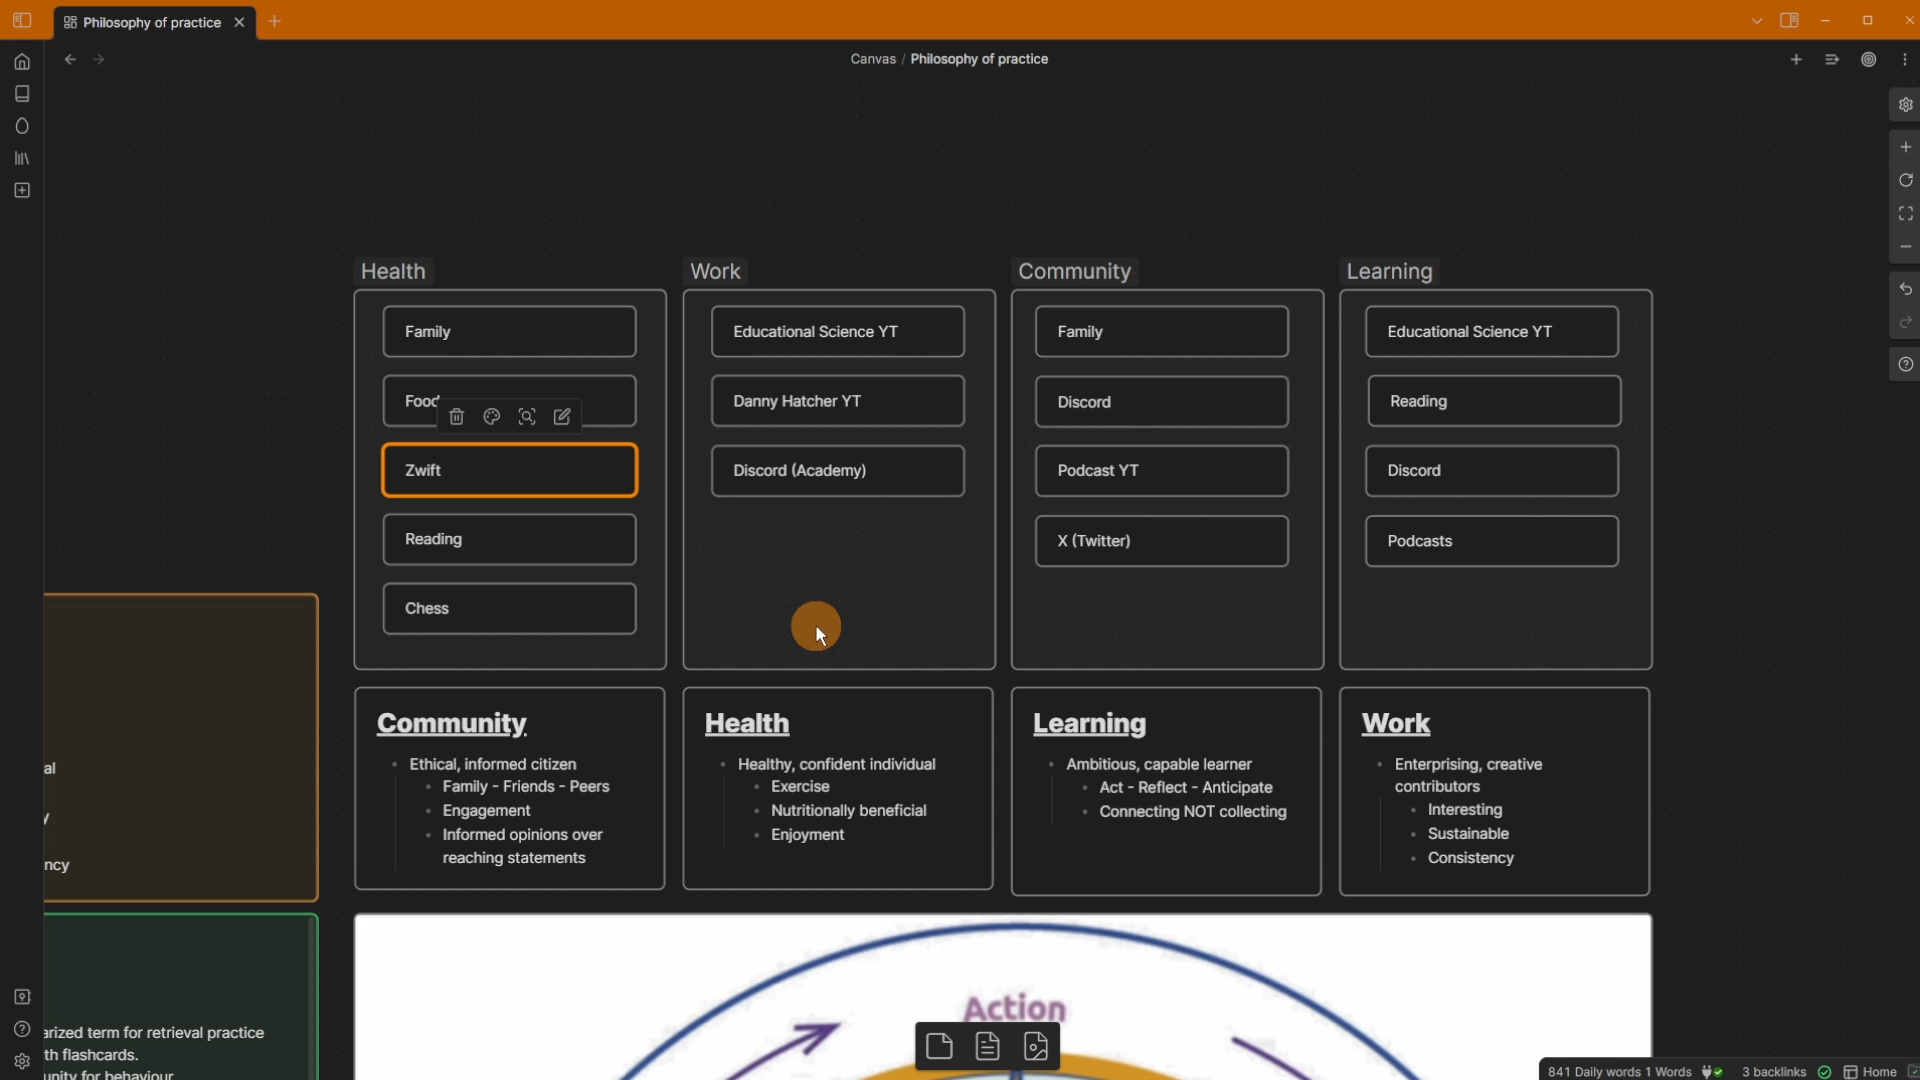 Philosophy of practice
Canvas / Philosophy of practice
Health
Family
Food
Zwift
Reading
Chess
Work
Educational Science YT
Danny Hatcher YT
Discord (Academy)
Community
Family
Discord
Podcast YT
X (Twitter)
Learning
Educational Science YT
Reading
Discord
Podcasts
al
y
ncy
Community
Ethical, informed citizen
Family - Friends - Peers
Engagement
Informed opinions over
reaching statements
Health
Healthy, confident individual
Exercise
Nutritionally beneficial
Enjoyment
Learning
Ambitious, capable learner
Act - Reflect - Anticipate
Connecting NOT collecting
Work
Enterprising, creative
contributors
Interesting
Sustainable
Consistency
arized term for retrieval practice
th flashcards.
unity for behaviour
Action
841 Daily words 1 Words 3 backlinks Home